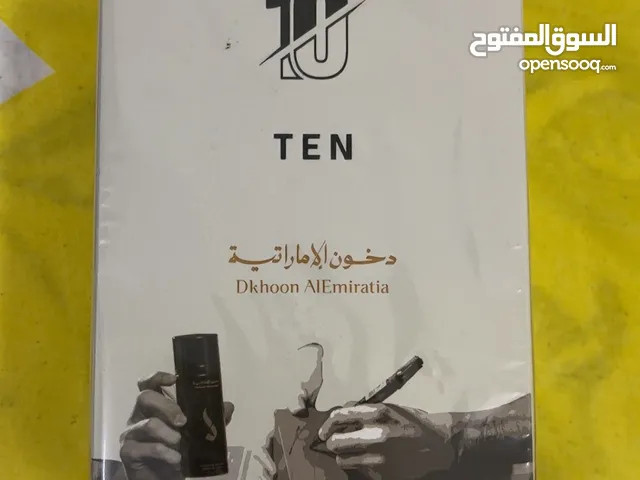 السوق المفتوح
opensooq.com
10
TEN
دخون الإماراتية
Dkhoon AlEmiratia